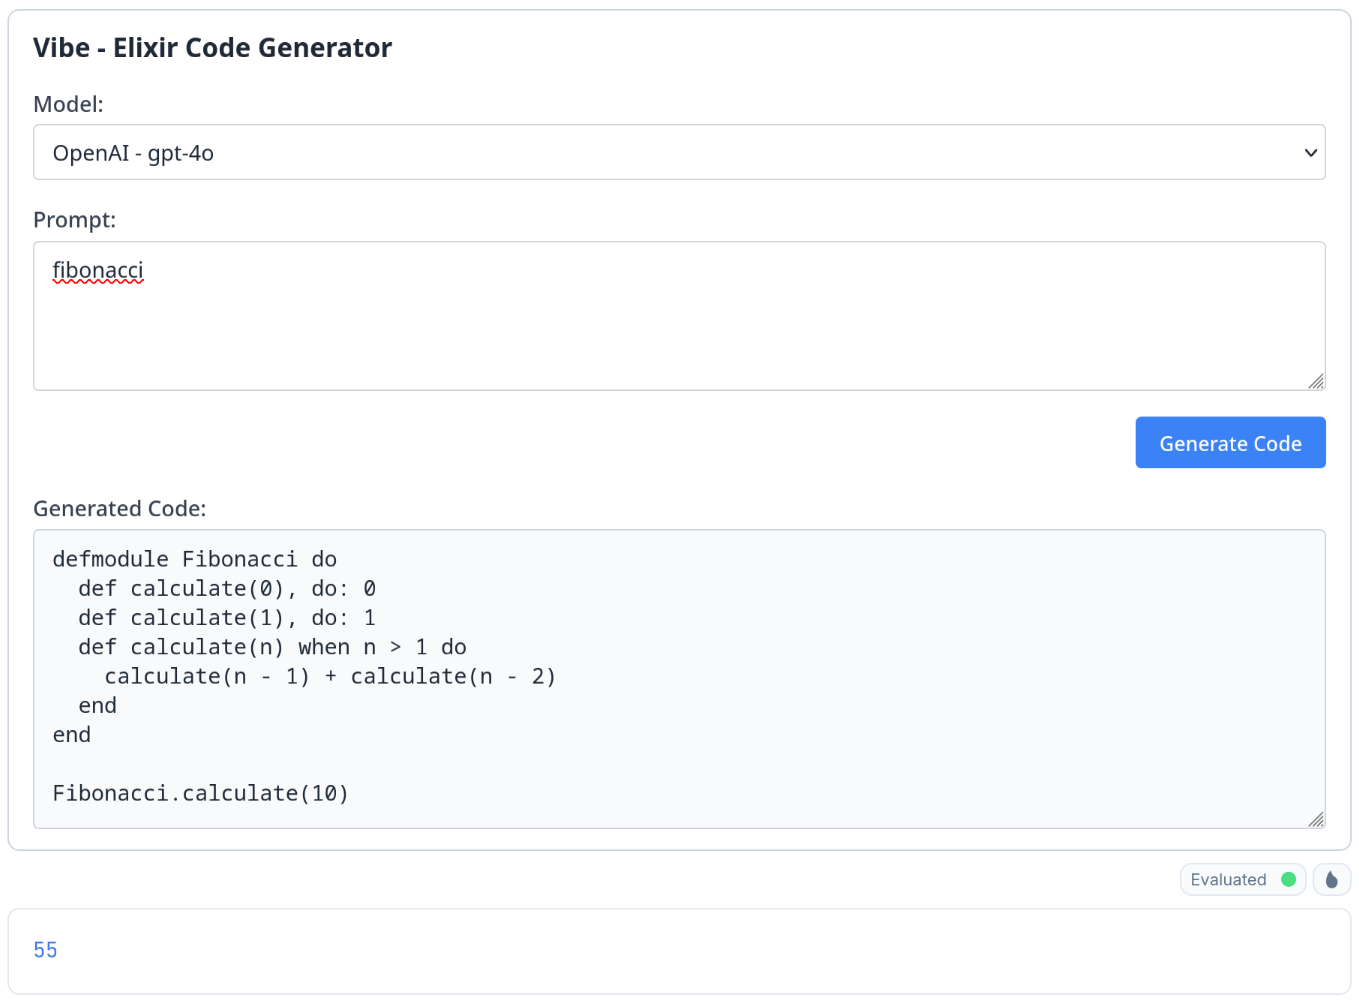 Vibe - Elixir Code Generator
Model:
OpenAI - gpt-4o
Prompt:
fibonacci
Generate Code
Generated Code:
defmodule Fibonacci do
  def calculate(0), do: 0
  def calculate(1), do: 1
  def calculate(n) when n > 1 do
    calculate(n - 1) + calculate(n - 2)
  end
end

Fibonacci.calculate(10)
Evaluated
55